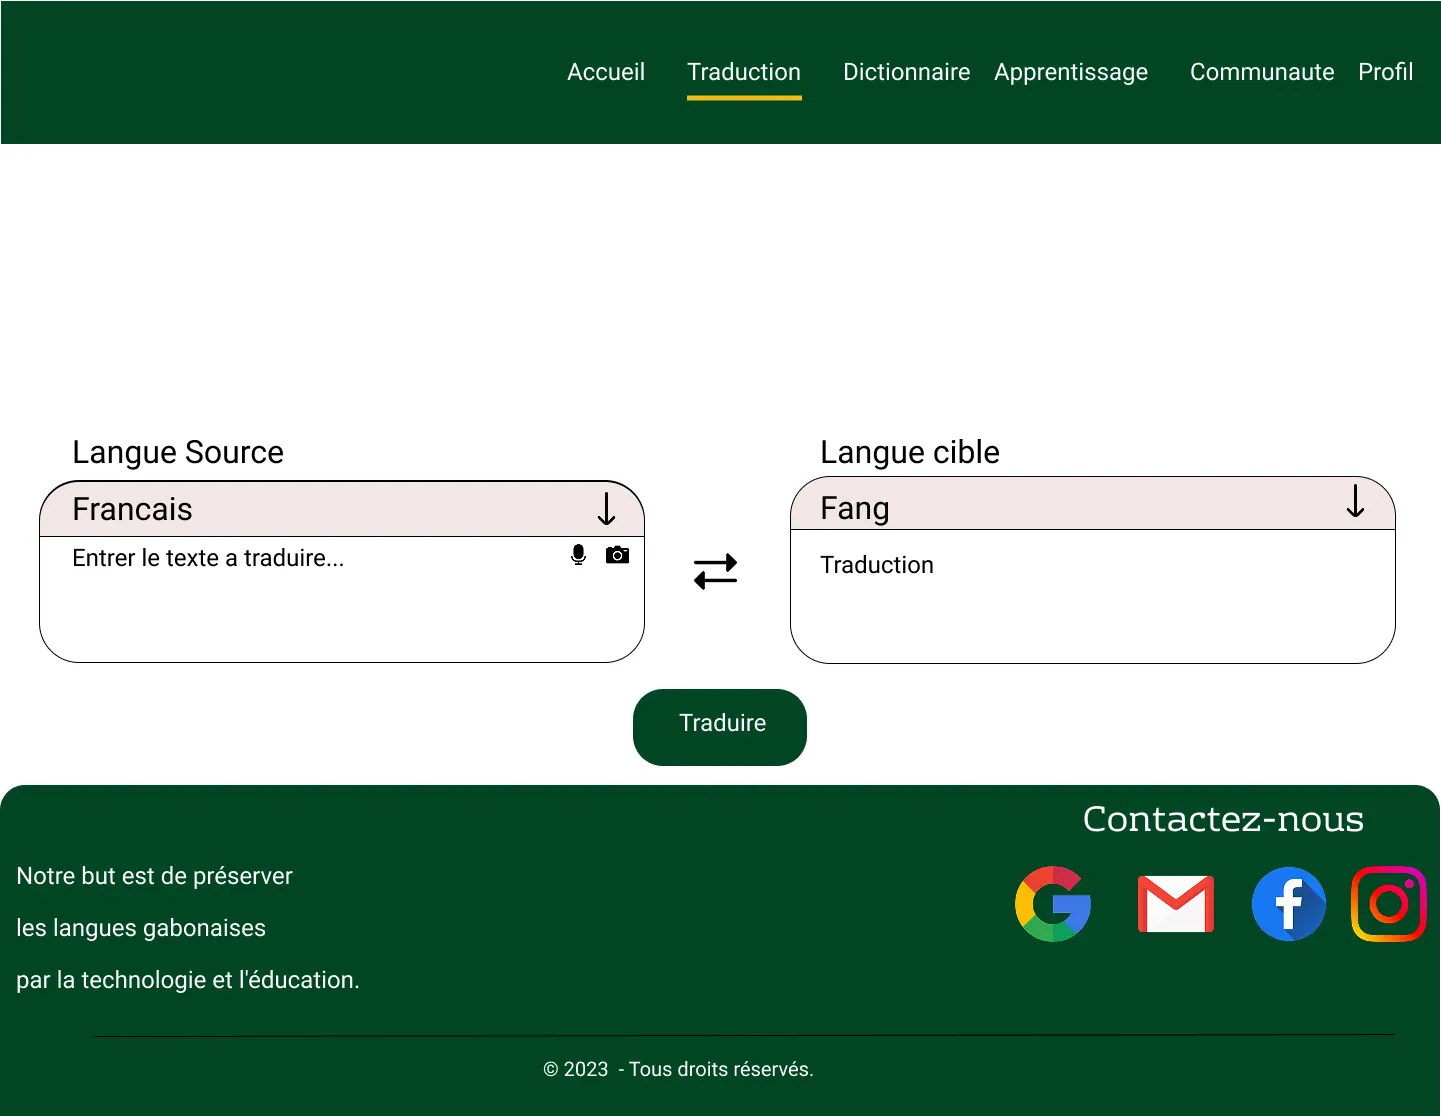 Accueil Traduction Dictionnaire Apprentissage Communaute Profil
Langue Source
Francais
Entrer le texte a traduire...
Langue cible
Fang
Traduction
Traduire
Contactez-nous
Notre but est de préserver
les langues gabonaises
par la technologie et l'éducation.
© 2023 - Tous droits réservés.